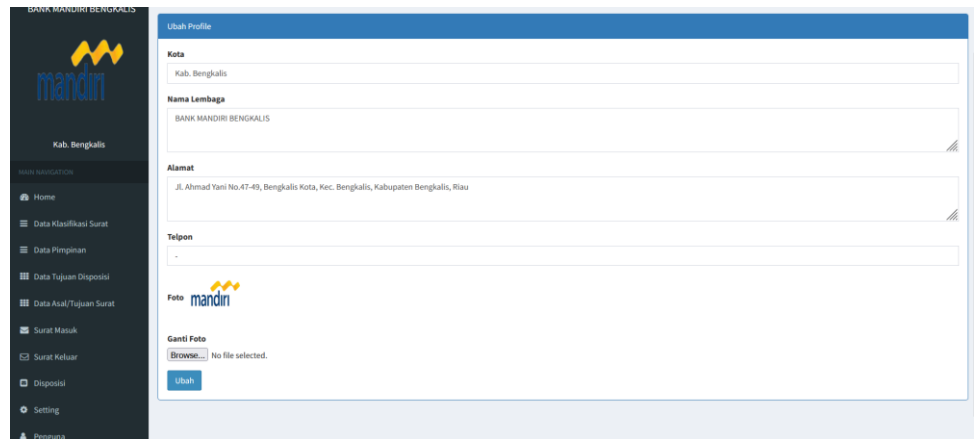 BANK MANDIRI BENGKALIS
mandiri
Kab. Bengkalis
MAIN NAVIGATION
Home
Data Klasifikasi Surat
Data Pimpinan
Data Tujuan Disposisi
Data Asal/Tujuan Surat
Surat Masuk
Surat Keluar
Disposisi
Setting
Penguna
Ubah Profile
Kota
Kab. Bengkalis
Nama Lembaga
BANK MANDIRI BENGKALIS
Alamat
Jl. Ahmad Yani No.47-49, Bengkalis Kota, Kec. Bengkalis, Kabupaten Bengkalis, Riau
Telpon
-
Foto mandiri
Ganti Foto
Browse... No file selected.
Ubah